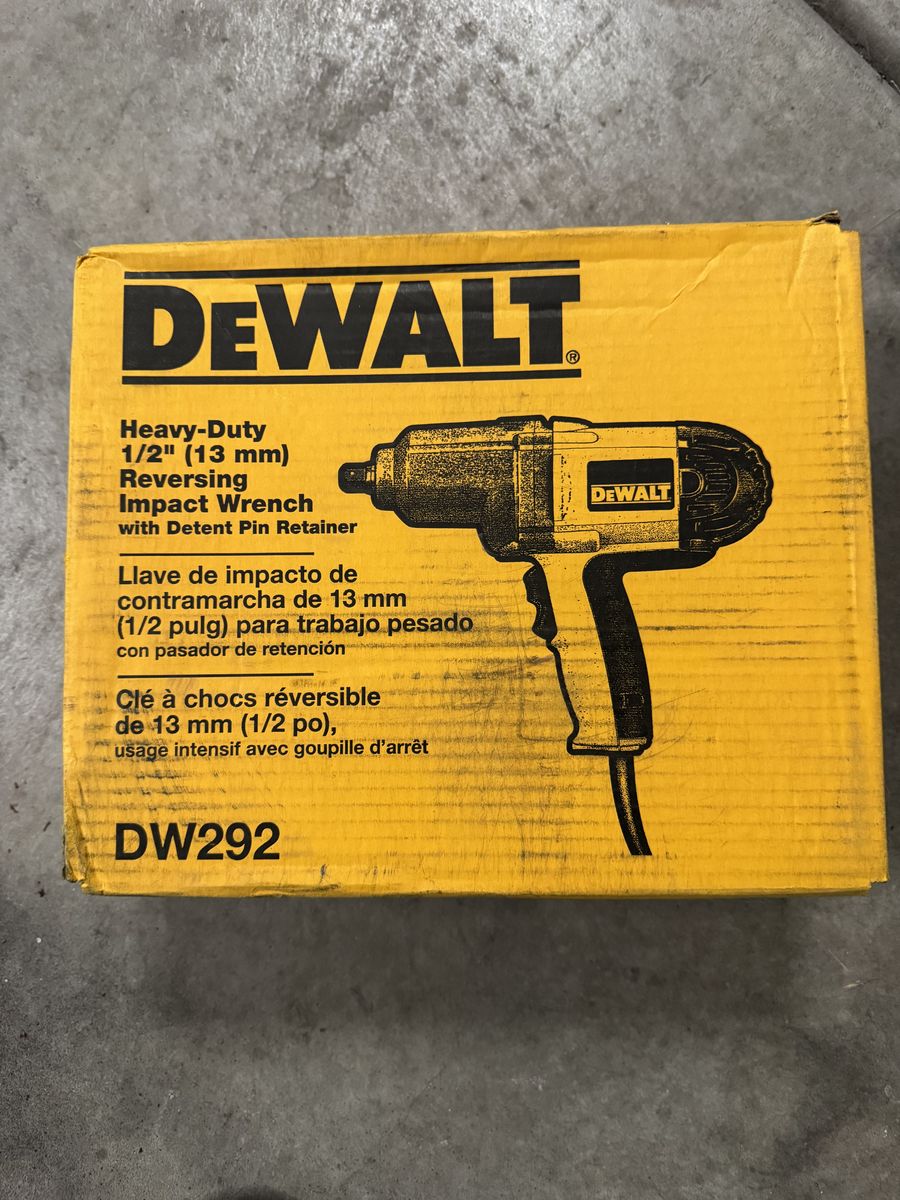 DEWALT®
Heavy-Duty
1/2" (13 mm)
Reversing
Impact Wrench
with Detent Pin Retainer
DEWALT
Llave de impacto de
contramarcha de 13 mm
(1/2 pulg) para trabajo pesado
con pasador de retención
Clé à chocs réversible
de 13 mm (1/2 po),
usage intensif avec goupille d'arrêt
DW292